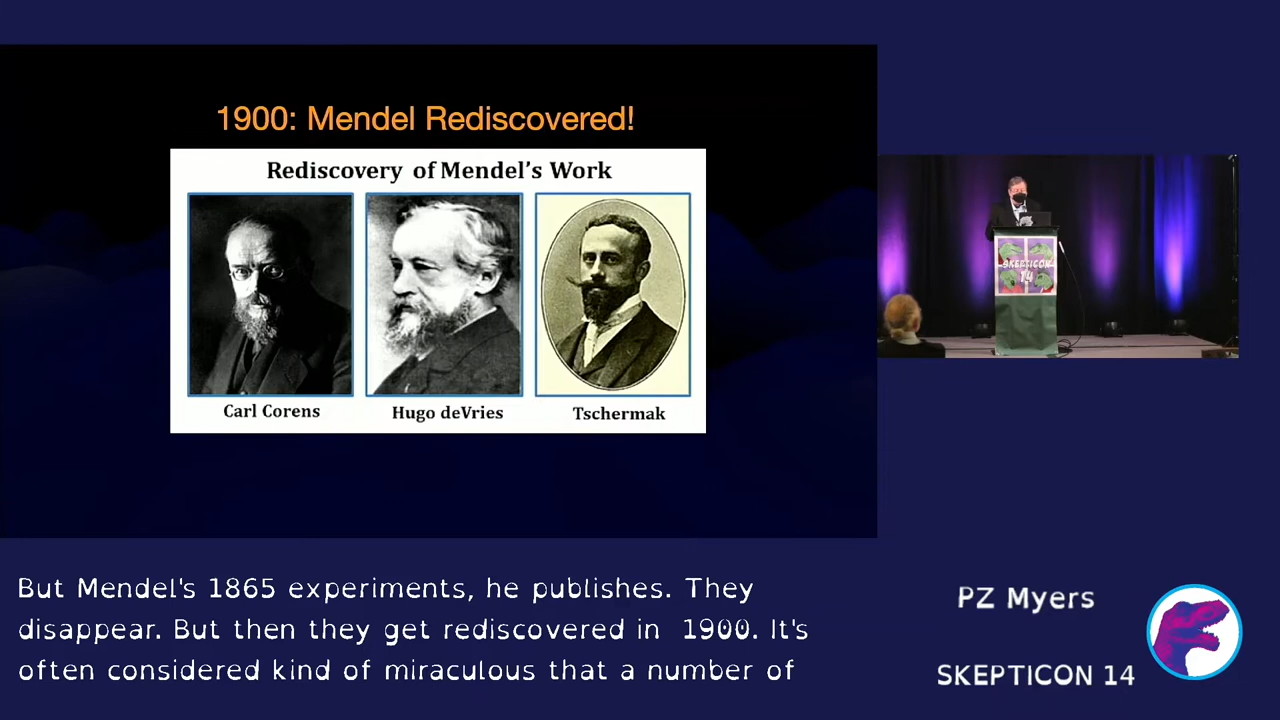 1900: Mendel Rediscovered!
Rediscovery of Mendel's Work
Carl Corens
Hugo deVries
Tschermak
SKEPTICON
14
But Mendel's 1865 experiments, he publishes. They
disappear. But then they get rediscovered in 1900. It's
often considered kind of miraculous that a number of
PZ Myers
SKEPTICON 14